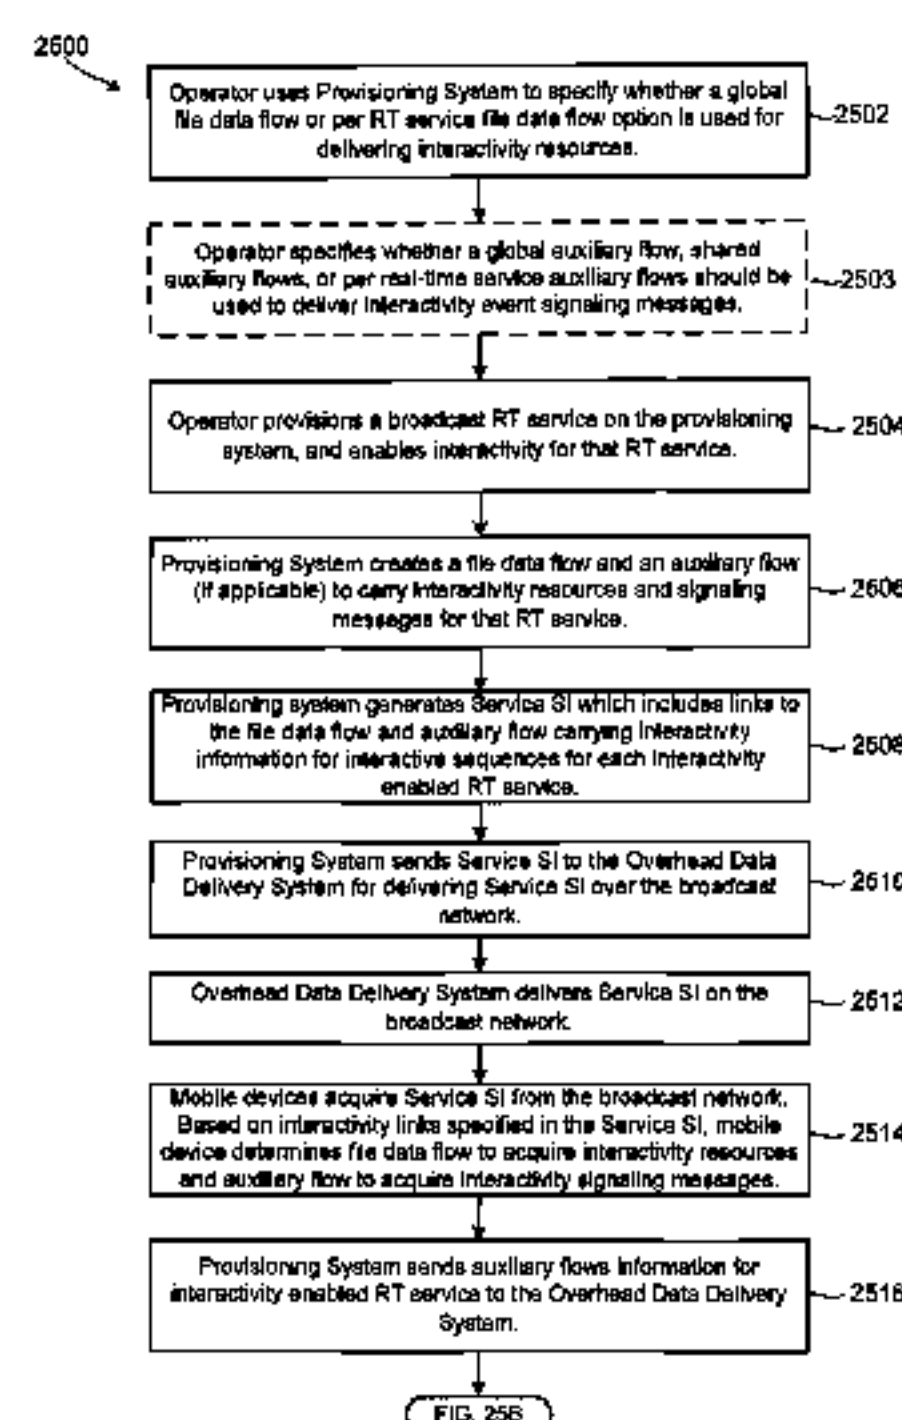 2500
Operator uses Provisioning System to specify whether a global
file data flow or per RT service file data flow option is used for
delivering interactivity resources.
2502
Operator specifies whether a global auxiliary flow, shared
auxiliary flows, or per real-time service auxiliary flows should be
used to deliver interactivity event signaling messages.
2503
Operator provisions a broadcast RT service on the provisioning
system, and enables interactivity for that RT service.
2504
Provisioning System creates a file data flow and an auxiliary flow
(if applicable) to carry interactivity resources and signaling
messages for that RT service.
2506
Provisioning system generates Service SI which includes links to
the file data flow and auxiliary flow carrying interactivity
information for interactive sequences for each interactivity
enabled RT service.
2508
Provisioning System sends Service SI to the Overhead Data
Delivery System for delivering Service SI over the broadcast
network.
2510
Overhead Data Delivery System delivers Service SI on the
broadcast network.
2512
Mobile devices acquire Service SI from the broadcast network.
Based on interactivity links specified in the Service SI, mobile
device determines file data flow to acquire interactivity resources
and auxiliary flow to acquire interactivity signaling messages.
2514
Provisioning System sends auxiliary flows information for
interactivity enabled RT service to the Overhead Data Delivery
System.
2516
FIG. 25B